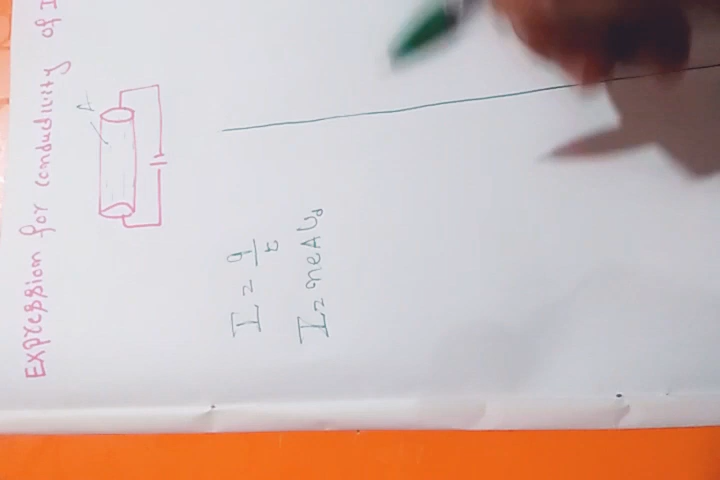 Expression for conductivity of I
A
I = q/t
I = neAVd